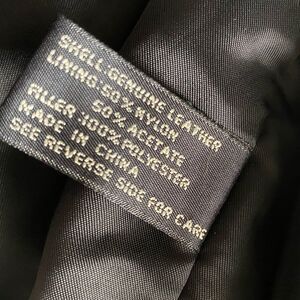 SHELL:GENUINE LEATHER
LINING:50%NYLON
50%ACETATE
FILLER:100%POLYESTER
MADE IN CHINA
SEE REVERSE SIDE FOR CARE